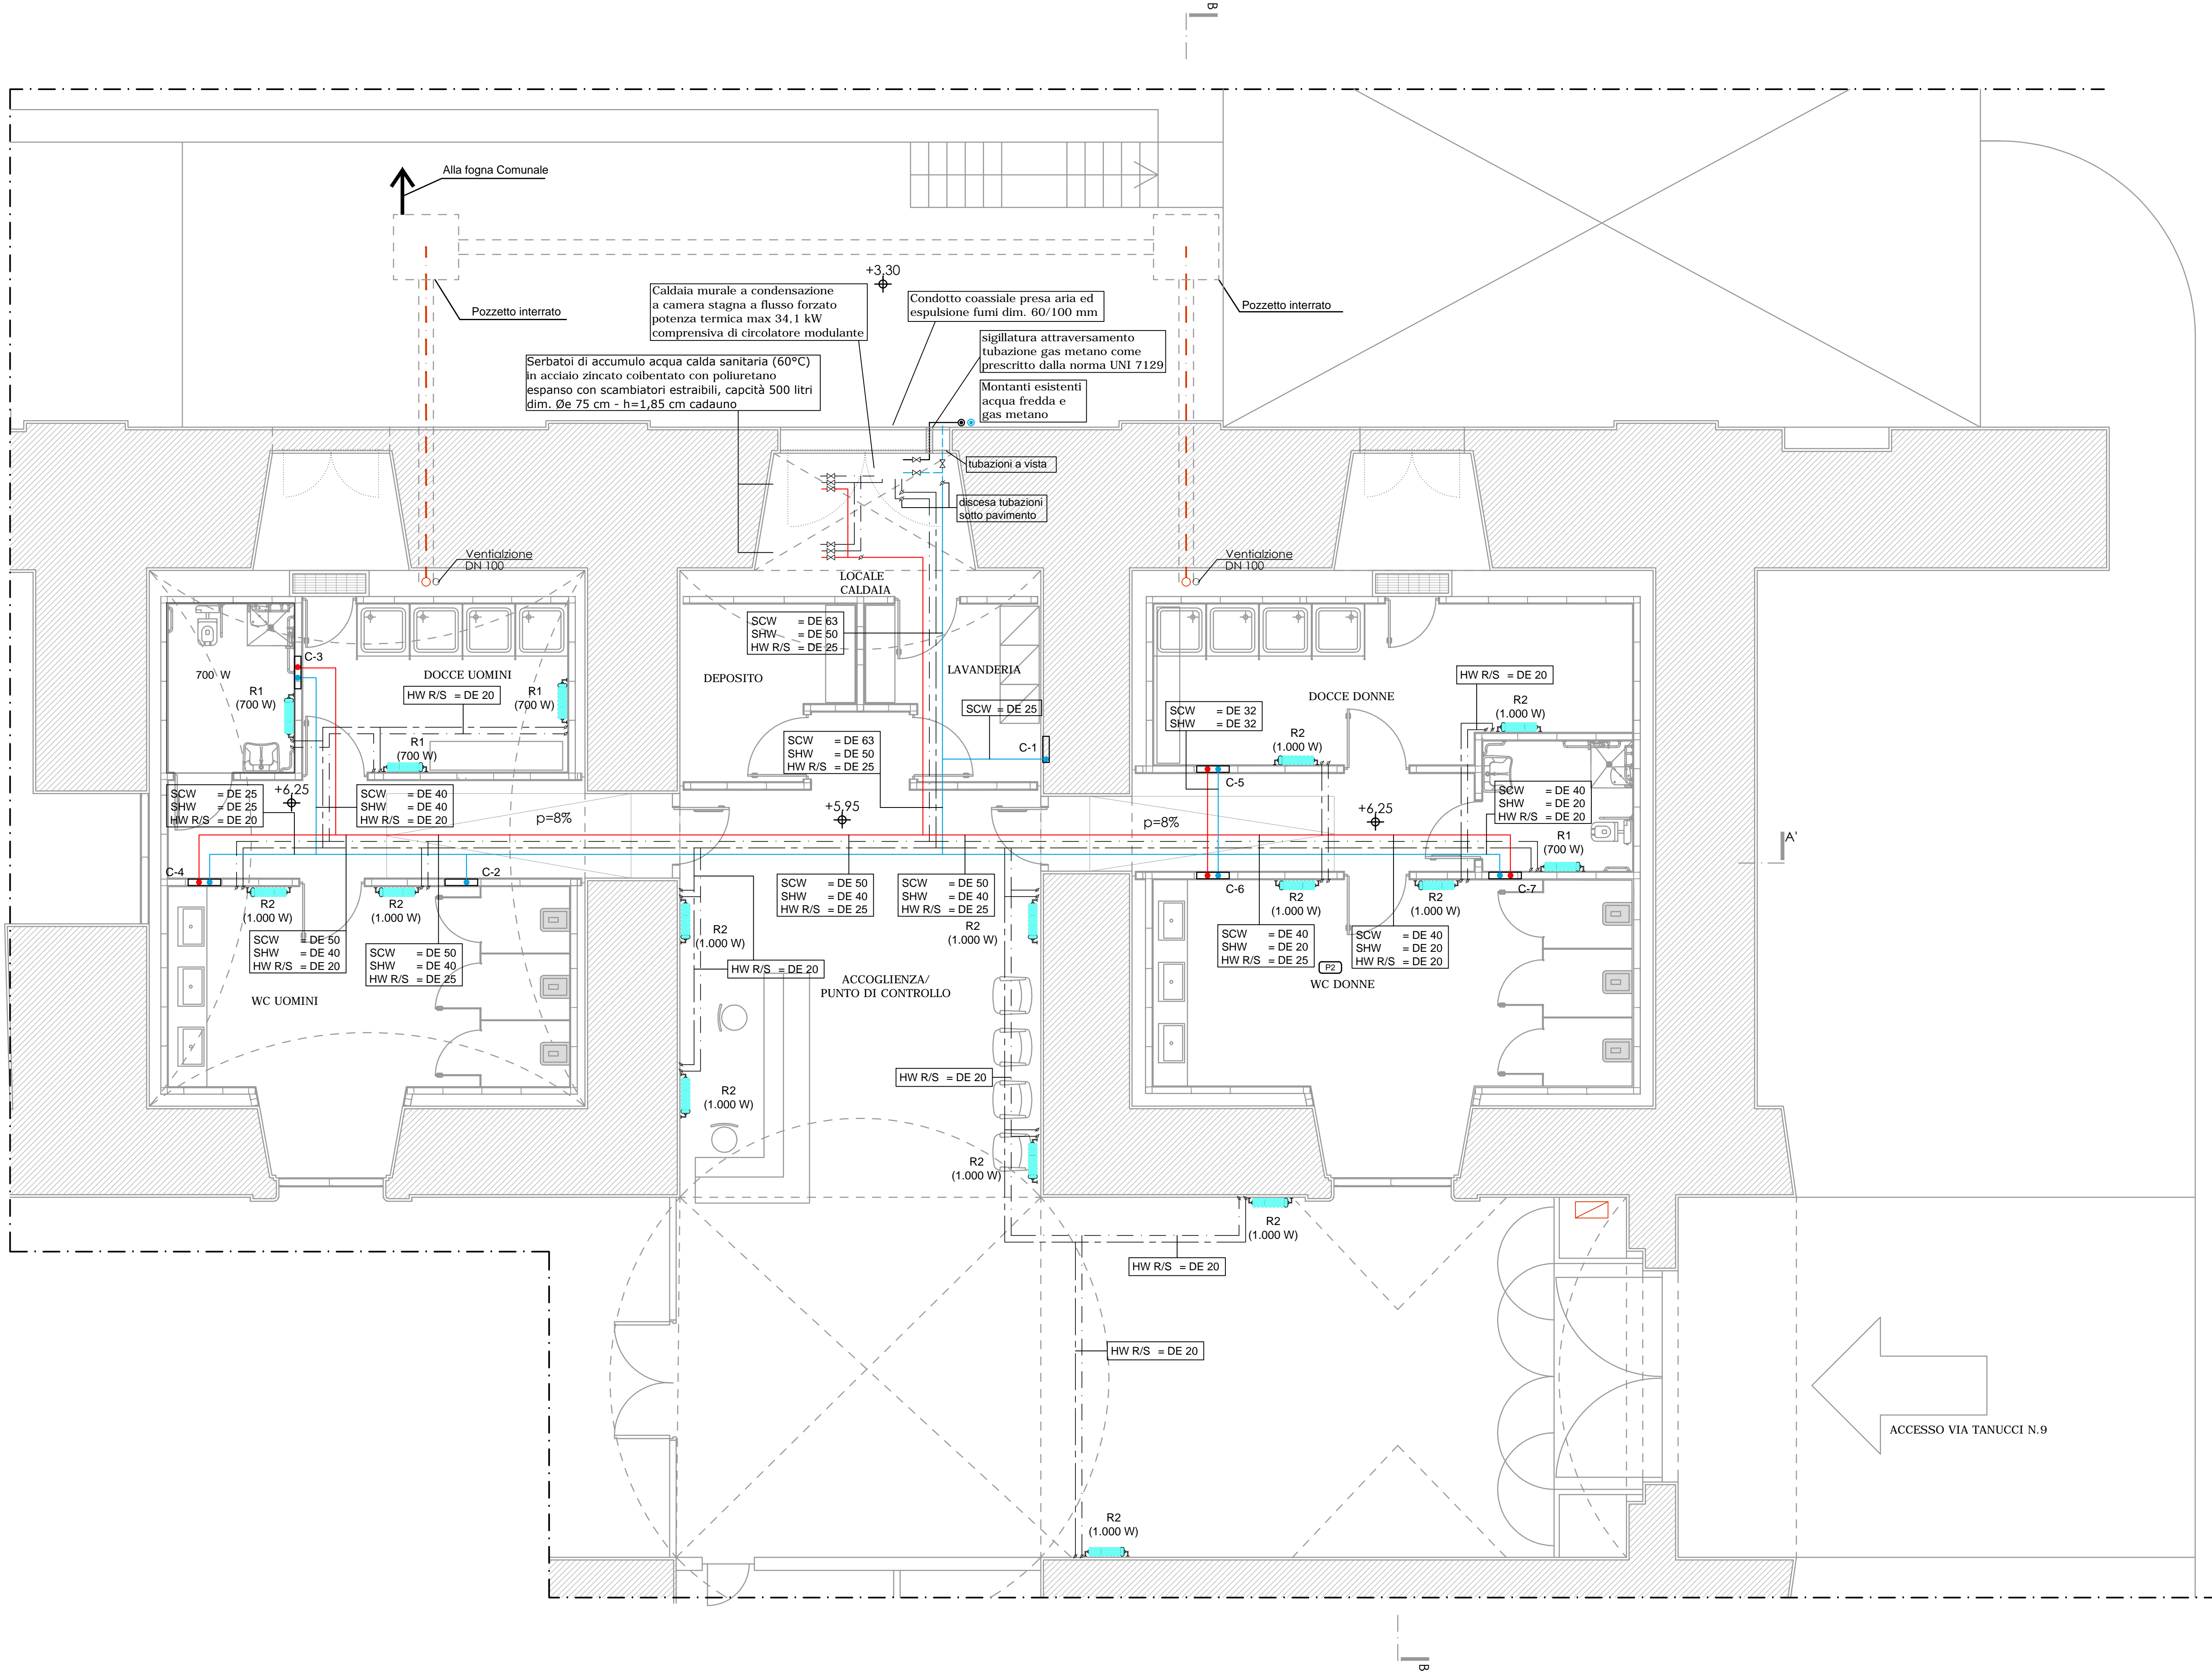 B
Alla fogna Comunale
Pozzetto interrato
+3,30
Pozzetto interrato
Caldaia murale a condensazione
a camera stagna a flusso forzato
potenza termica max 34,1 kW
comprensiva di circolatore modulante
Condotto coassiale presa aria ed
espulsione fumi dim. 60/100 mm
sigillatura attraversamento
tubazione gas metano come
prescritto dalla norma UNI 7129
Serbatoi di accumulo acqua calda sanitaria (60°C)
in acciaio zincato coibentato con poliuretano
espanso con scambiatori estraibili, capcità 500 litri
dim. Øe 75 cm - h=1,85 cm cadauno
Montanti esistenti
acqua fredda e
gas metano
tubazioni a vista
discesa tubazioni
sotto pavimento
Ventialzione
DN 100
Ventialzione
DN 100
LOCALE
CALDAIA
SCW = DE 63
SHW = DE 50
HW R/S = DE 25
C-3
700 W
R1
(700 W)
DOCCE UOMINI
HW R/S = DE 20
R1
(700 W)
R1
(700 W)
DEPOSITO
LAVANDERIA
SCW = DE 25
C-1
SCW = DE 63
SHW = DE 50
HW R/S = DE 25
DOCCE DONNE
SCW = DE 32
SHW = DE 32
HW R/S = DE 20
R2
(1.000 W)
R2
(1.000 W)
C-5
SCW = DE 25
SHW = DE 25
HW R/S = DE 20
+6,25
SCW = DE 40
SHW = DE 40
HW R/S = DE 20
p=8%
+5,95
p=8%
+6,25
SCW = DE 40
SHW = DE 20
HW R/S = DE 20
R1
(700 W)
A'
C-4
C-2
R2
(1.000 W)
R2
(1.000 W)
SCW = DE 50
SHW = DE 40
HW R/S = DE 25
SCW = DE 50
SHW = DE 40
HW R/S = DE 25
C-6
R2
(1.000 W)
R2
(1.000 W)
C-7
SCW = DE 50
SHW = DE 40
HW R/S = DE 20
SCW = DE 50
SHW = DE 40
HW R/S = DE 25
R2
(1.000 W)
R2
(1.000 W)
SCW = DE 40
SHW = DE 20
HW R/S = DE 25
SCW = DE 40
SHW = DE 20
HW R/S = DE 20
HW R/S = DE 20
P2
WC UOMINI
ACCOGLIENZA/
PUNTO DI CONTROLLO
WC DONNE
HW R/S = DE 20
R2
(1.000 W)
R2
(1.000 W)
R2
(1.000 W)
HW R/S = DE 20
HW R/S = DE 20
ACCESSO VIA TANUCCI N.9
R2
(1.000 W)
B